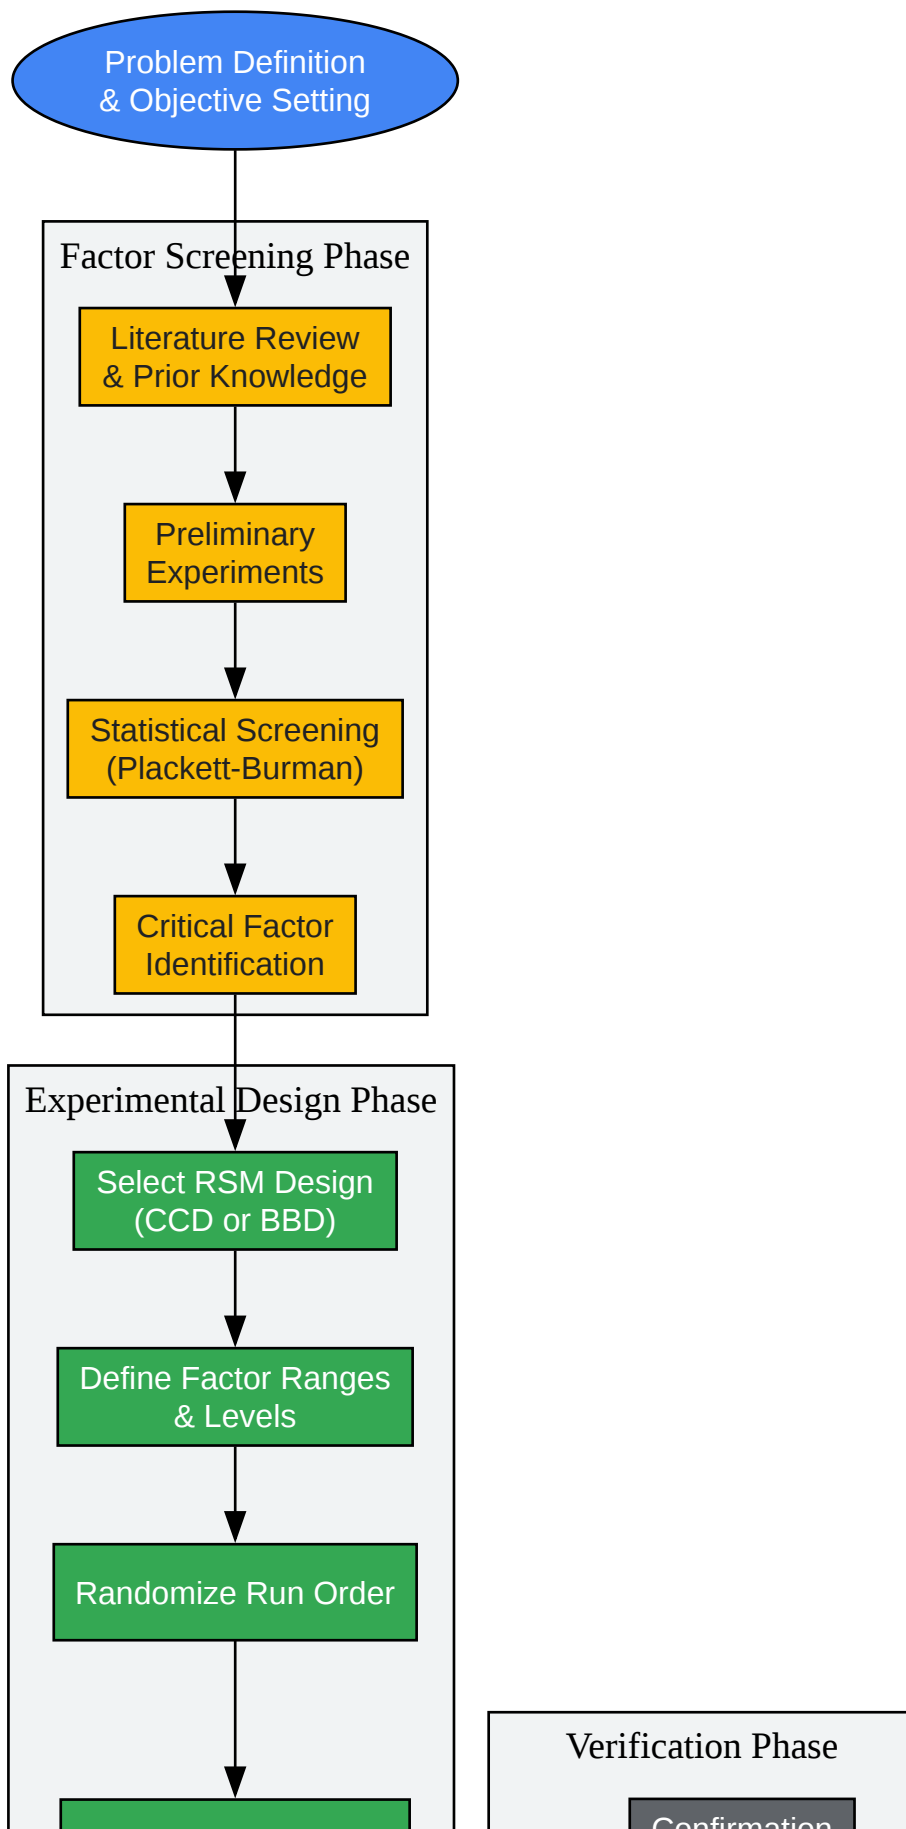 Problem Definition
& Objective Setting
Factor Screening Phase
Literature Review
& Prior Knowledge
Preliminary
Experiments
Statistical Screening
(Plackett-Burman)
Critical Factor
Identification
Experimental Design Phase
Select RSM Design
(CCD or BBD)
Define Factor Ranges
& Levels
Randomize Run Order
Verification Phase
Confirmation